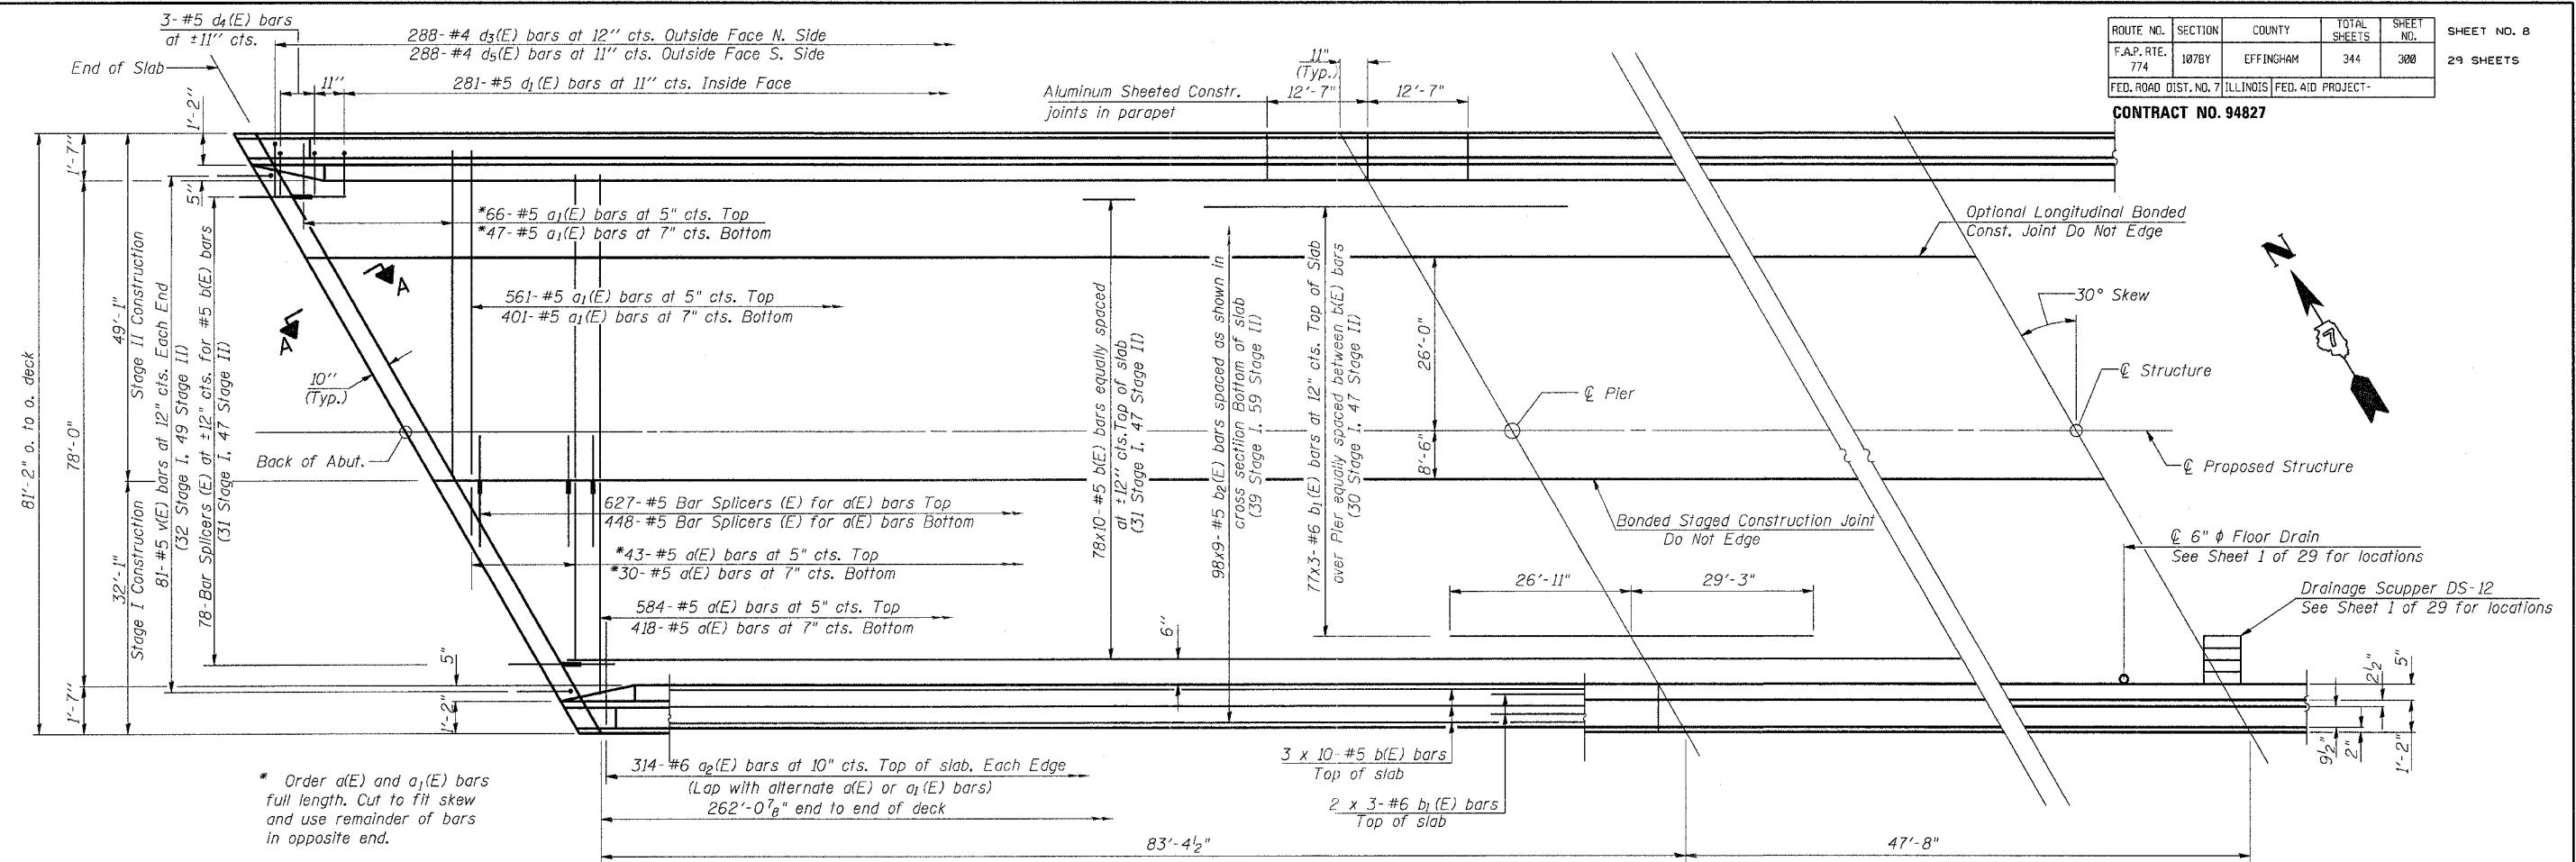 3- #5 d4(E) bars
at ±11" cts.
288- #4 d3(E) bars at 12" cts. Outside Face N. Side
288- #4 d5(E) bars at 11" cts. Outside Face S. Side
End of Slab
11"
281- #5 d1(E) bars at 11" cts. Inside Face
1'-2"
11"
(Typ.)
Aluminum Sheeted Constr.
joints in parapet
12'-7"
12'-7"
ROUTE NO. SECTION COUNTY TOTAL SHEETS SHEET NO.
F.A.P. RTE. 774 107BY EFFINGHAM 344 300
FED. ROAD DIST. NO. 7 ILLINOIS FED. AID PROJECT-
SHEET NO. 8
29 SHEETS
CONTRACT NO. 94827
81'-2" o. to o. deck
1'-7"
78'-0"
1'-7"
49'-1"
Stage II Construction
32'-1"
Stage I Construction
81- #5 v(E) bars at 12" cts. Each End
(32 Stage I, 49 Stage II)
78-Bar Splicers (E) at ±12" cts. for #5 b(E) bars
(31 Stage I, 47 Stage II)
5"
*66- #5 a1(E) bars at 5" cts. Top
*47- #5 a1(E) bars at 7" cts. Bottom
A
A
561- #5 a1(E) bars at 5" cts. Top
401- #5 a1(E) bars at 7" cts. Bottom
10"
(Typ.)
Back of Abut.
627- #5 Bar Splicers (E) for a(E) bars Top
448- #5 Bar Splicers (E) for a(E) bars Bottom
*43- #5 a(E) bars at 5" cts. Top
*30- #5 a(E) bars at 7" cts. Bottom
584- #5 a(E) bars at 5" cts. Top
418- #5 a(E) bars at 7" cts. Bottom
78x10- #5 b(E) bars equally spaced
at ±12" cts.Top of slab
(31 Stage I, 47 Stage II)
98x9- #5 b2(E) bars spaced as shown in
cross section Bottom of slab
(39 Stage I, 59 Stage II)
77x3- #6 b1(E) bars at 12" cts. Top of Slab
over Pier equally spaced between b(E) bars
(30 Stage I, 47 Stage II)
26'-0"
8'-6"
℄ Pier
Optional Longitudinal Bonded
Const. Joint Do Not Edge
30° Skew
℄ Structure
℄ Proposed Structure
N
7
Bonded Staged Construction Joint
Do Not Edge
℄ 6" φ Floor Drain
See Sheet 1 of 29 for locations
Drainage Scupper DS-12
See Sheet 1 of 29 for locations
26'-11"
29'-3"
6"
5"
1'-2"
2½"
5"
9½"
2"
1'-2"
3 x 10- #5 b(E) bars
Top of slab
2 x 3- #6 b1(E) bars
Top of slab
314- #6 a2(E) bars at 10" cts. Top of slab, Each Edge
(Lap with alternate a(E) or a1(E) bars)
262'-0⅞" end to end of deck
* Order a(E) and a1(E) bars
full length. Cut to fit skew
and use remainder of bars
in opposite end.
83'-4½"
47'-8"